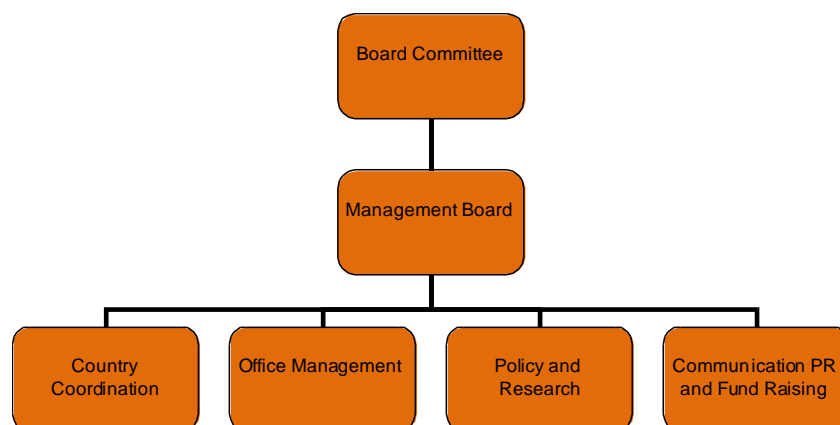 Board Committee
Management Board
Country
Coordination
Office Management
Policy and
Research
Communication PR
and Fund Raising